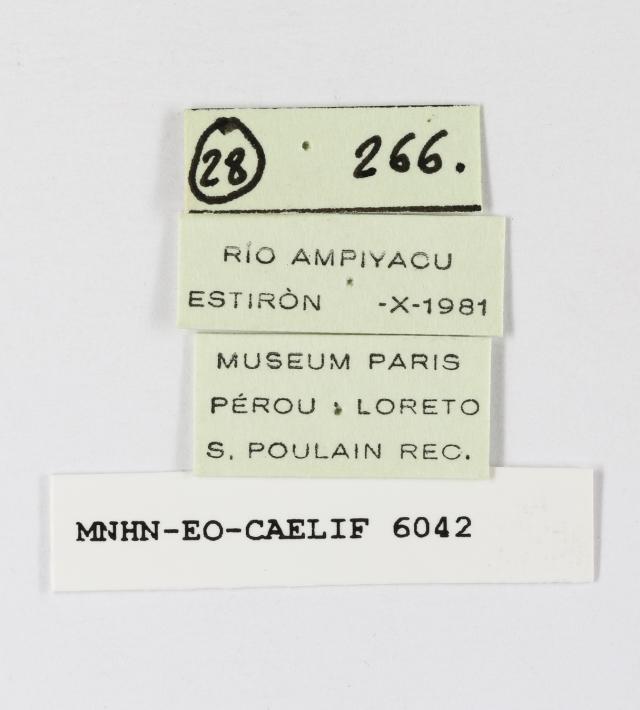 28 266.
RÍO AMPIYACU
ESTIRÒN -X-1981
MUSEUM PARIS
PÉROU : LORETO
S. POULAIN REC.
MNHN-EO-CAELIF 6042